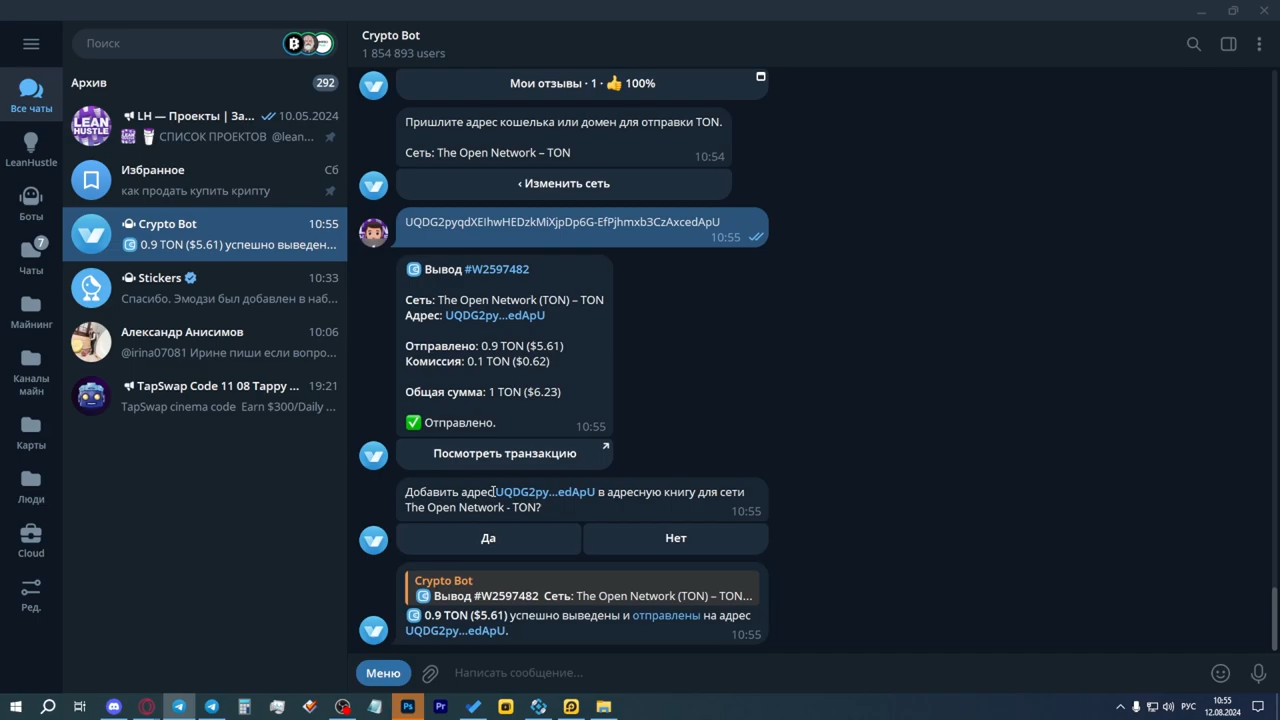 Поиск
Архив
292
Все чаты
LeanHustle
Боты
7
Чаты
Майнинг
Каналы
майн
Карты
Люди
Cloud
Ред.
LH — Проекты | За...
10.05.2024
LEAN
HUSTLE
СПИСОК ПРОЕКТОВ @lean...
Избранное
Сб
как продать купить крипту
Crypto Bot
10:55
0.9 TON ($5.61) успешно выведен...
Stickers
10:33
Спасибо. Эмодзи был добавлен в наб...
Александр Анисимов
10:06
@irina07081 Ирине пиши если вопро...
TapSwap Code 11 08 Tappy ...
19:21
TapSwap cinema code Earn $300/Daily ...
Crypto Bot
1 854 893 users
Мои отзывы · 1 · 👍 100%
Пришлите адрес кошелька или домен для отправки TON.
Сеть: The Open Network – TON
10:54
‹ Изменить сеть
UQDG2pyqdXEIhwHEDzkMiXjpDp6G-EfPjhmxb3CzAxcedApU
10:55
Вывод #W2597482
Сеть: The Open Network (TON) – TON
Адрес: UQDG2py...edApU
Отправлено: 0.9 TON ($5.61)
Комиссия: 0.1 TON ($0.62)
Общая сумма: 1 TON ($6.23)
✅ Отправлено.
10:55
Посмотреть транзакцию
Добавить адрес UQDG2py...edApU в адресную книгу для сети
The Open Network - TON?
10:55
Да
Нет
Crypto Bot
Вывод #W2597482 Сеть: The Open Network (TON) – TON...
0.9 TON ($5.61) успешно выведены и отправлены на адрес
UQDG2py...edApU.
10:55
Меню
Написать сообщение...
Ps
Pr
РУС
10:55
12.08.2024